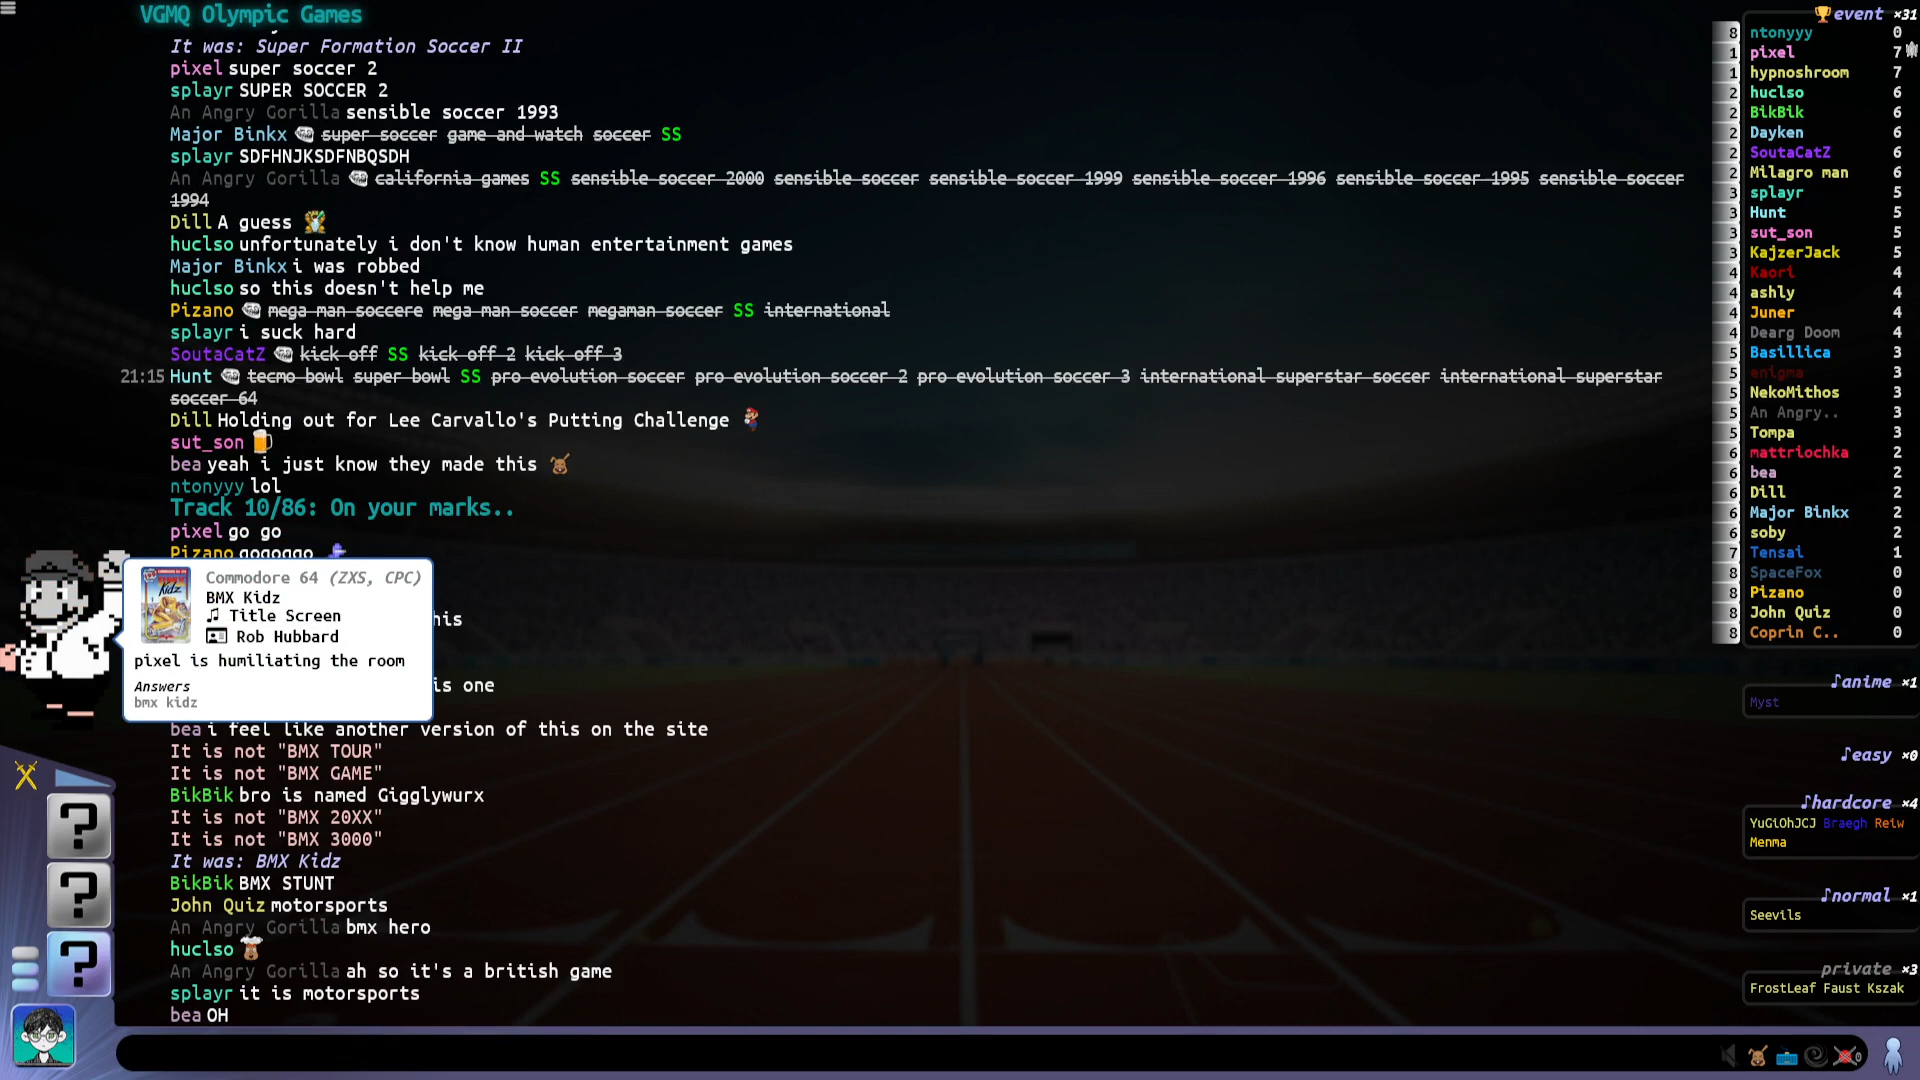 VGMQ Olympic Games
It was: Super Formation Soccer II
pixel super soccer 2
splayr SUPER SOCCER 2
An Angry Gorilla sensible soccer 1993
Major Binkx super soccer game and watch soccer SS
splayr SDFHNJKSDFNBQSDH
An Angry Gorilla california games SS sensible soccer 2000 sensible soccer sensible soccer 1999 sensible soccer 1996 sensible soccer 1995 sensible soccer
1994
Dill A guess
huclso unfortunately i don't know human entertainment games
Major Binkx i was robbed
huclso so this doesn't help me
Pizano mega man soccere mega man soccer megaman soccer SS international
splayr i suck hard
SoutaCatZ kick off SS kick off 2 kick off 3
21:15 Hunt tecmo bowl super bowl SS pro evolution soccer pro evolution soccer 2 pro evolution soccer 3 international superstar soccer international superstar
soccer 64
Dill Holding out for Lee Carvallo's Putting Challenge
sut_son
bea yeah i just know they made this
ntonyyy lol
Track 10/86: On your marks..
pixel go go
Pizano gogoggo
his
is one
Commodore 64 (ZXS, CPC)
BMX Kidz
Title Screen
Rob Hubbard
pixel is humiliating the room
Answers
bmx kidz
bea i feel like another version of this on the site
It is not "BMX TOUR"
It is not "BMX GAME"
BikBik bro is named Gigglywurx
It is not "BMX 20XX"
It is not "BMX 3000"
It was: BMX Kidz
BikBik BMX STUNT
John Quiz motorsports
An Angry Gorilla bmx hero
huclso
An Angry Gorilla ah so it's a british game
splayr it is motorsports
bea OH
?
?
?
event ×31
8 ntonyyy 0
1 pixel 7
1 hypnoshroom 7
2 huclso 6
2 BikBik 6
2 Dayken 6
2 SoutaCatZ 6
2 Milagro man 6
3 splayr 5
3 Hunt 5
3 sut_son 5
3 KajzerJack 5
4 Kaori 4
4 ashly 4
4 Juner 4
4 Dearg Doom 4
5 Basillica 3
5 enigma 3
5 NekoMithos 3
5 An Angry.. 3
5 Tompa 3
6 mattriochka 2
6 bea 2
6 Dill 2
6 Major Binkx 2
6 soby 2
7 Tensai 1
8 SpaceFox 0
8 Pizano 0
8 John Quiz 0
8 Coprin C.. 0
♪anime ×1
Myst
♪easy ×0
♪hardcore ×4
YuGiOhJCJ Braegh Reiw
Menma
♪normal ×1
Seevils
private ×3
FrostLeaf Faust Kszak
0